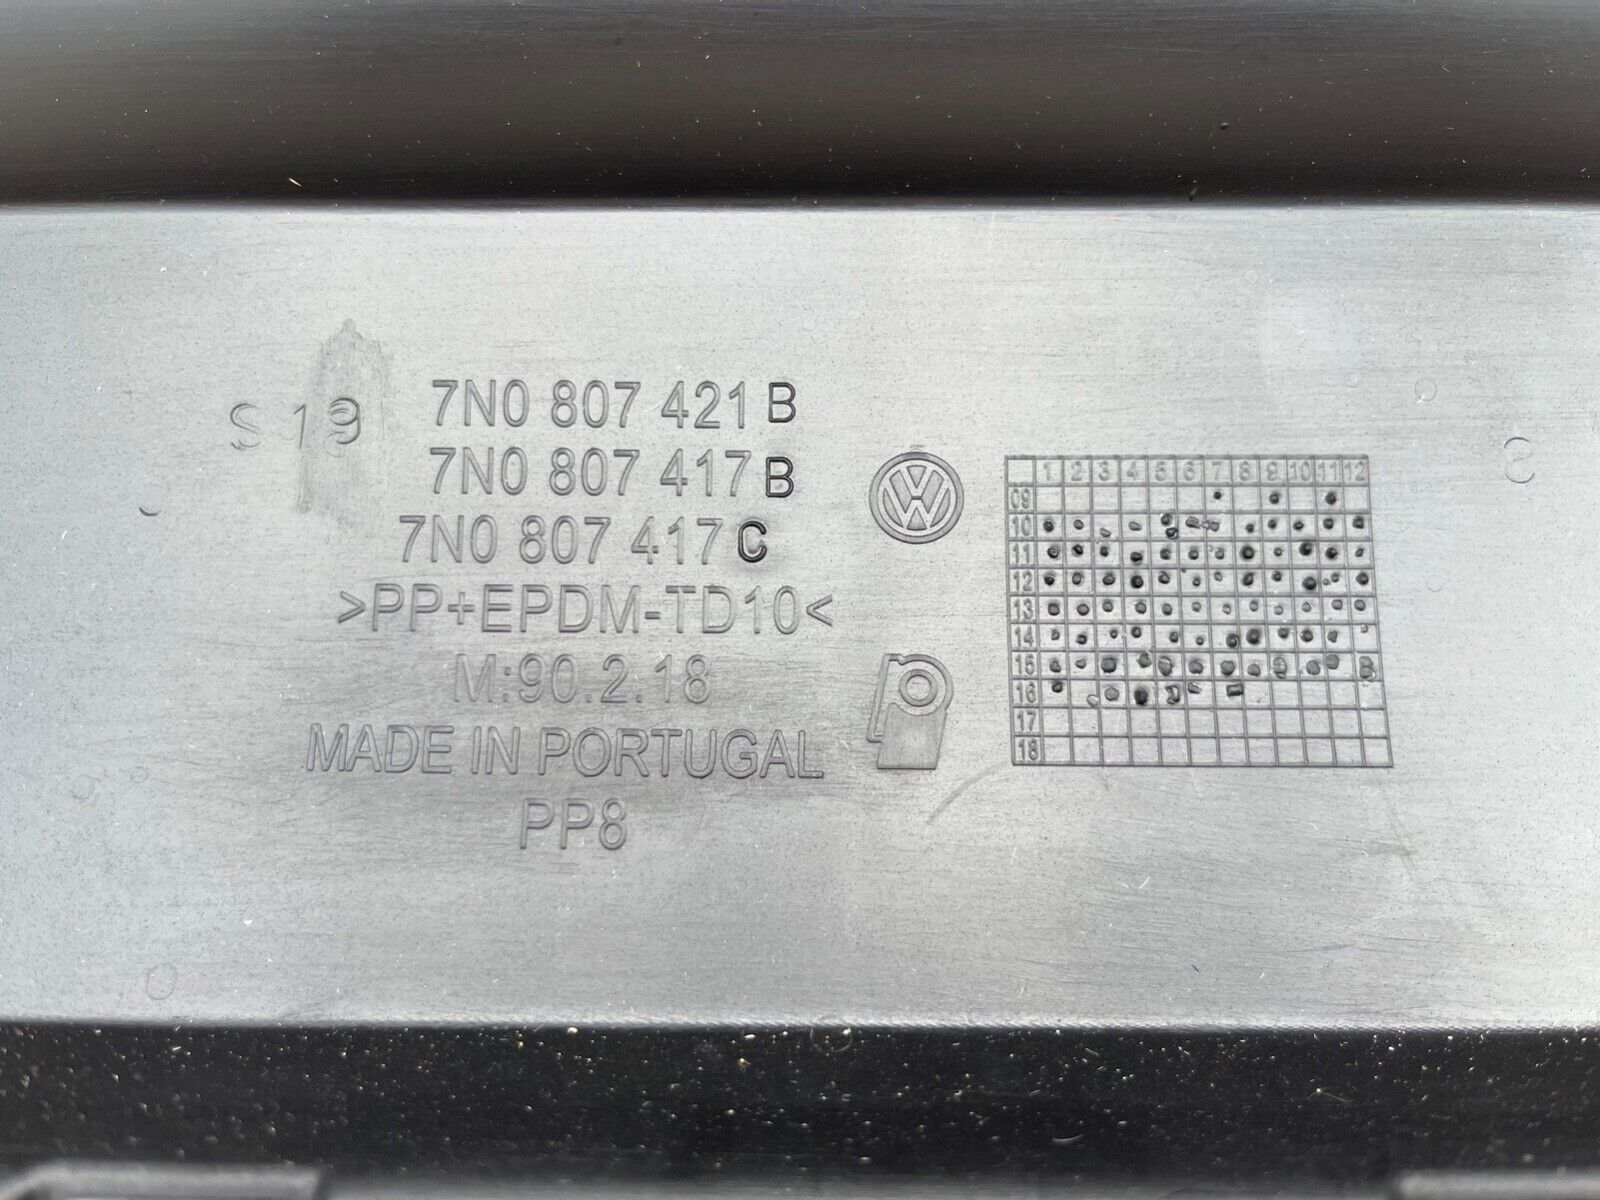 S 19
7N0 807 421 B
7N0 807 417 B
7N0 807 417 C
>PP+EPDM-TD10<
M:90.2.18
MADE IN PORTUGAL
PP8
1 2 3 4 5 6 7 8 9 10 11 12
09
10
11
12
13
14
15
16
17
18